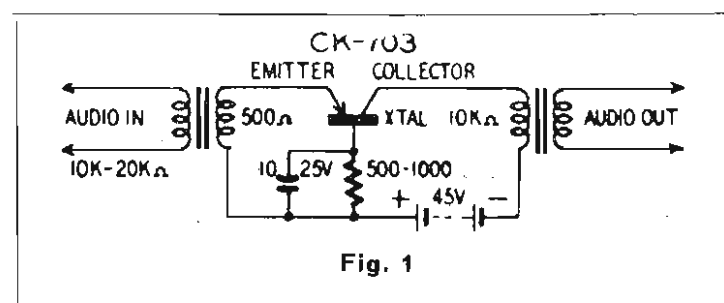 CK-703
EMITTER COLLECTOR
AUDIO IN 500Ω XTAL 10KΩ AUDIO OUT
10K-20KΩ 10 25V 500-1000 + 45V -
Fig. 1